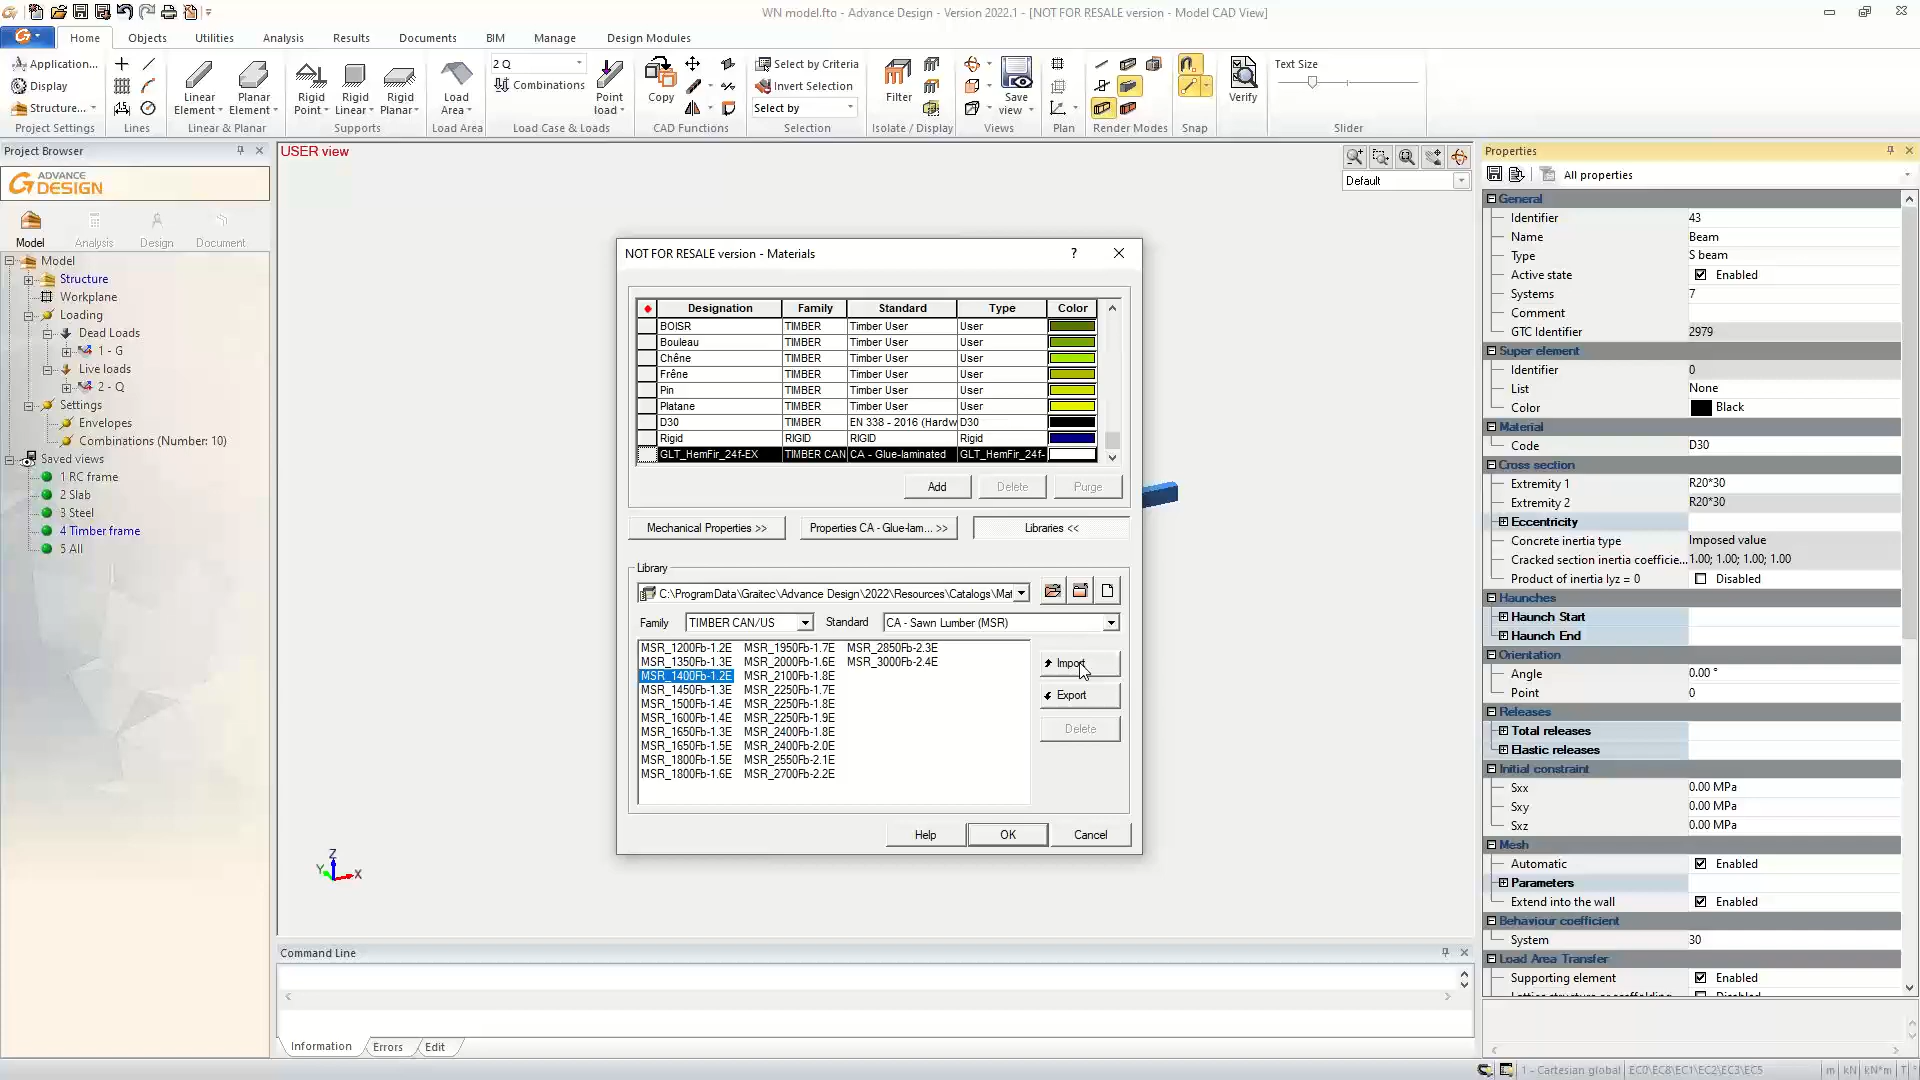 WN model.fto - Advance Design - Version 2022.1 - [NOT FOR RESALE version - Model CAD View]
Home Objects Utilities Analysis Results Documents BIM Manage Design Modules
Application...
Display
Structure...
Project Settings
Lines
Linear Element
Planar Element
Linear & Planar
Rigid Point
Rigid Linear
Rigid Planar
Supports
Load Area
Load Area
2 Q
Combinations
Point load
Load Case & Loads
Copy
CAD Functions
Select by Criteria
Invert Selection
Select by
Selection
Filter
Isolate / Display
Save view
Views
Plan
Render Modes
Snap
Verify
Text Size
Slider
Project Browser
ADVANCE
DESIGN
Model Analysis Design Document
Model
Structure
Workplane
Loading
Dead Loads
1 - G
Live loads
2 - Q
Settings
Envelopes
Combinations (Number: 10)
Saved views
1 RC frame
2 Slab
3 Steel
4 Timber frame
5 All
USER view
Default
Z
Y
X
NOT FOR RESALE version - Materials
?
Designation Family Standard Type Color
BOISR TIMBER Timber User User
Bouleau TIMBER Timber User User
Chêne TIMBER Timber User User
Frêne TIMBER Timber User User
Pin TIMBER Timber User User
Platane TIMBER Timber User User
D30 TIMBER EN 338 - 2016 (Hardw D30
Rigid RIGID RIGID Rigid
GLT_HemFir_24f-EX TIMBER CAN CA - Glue-laminated GLT_HemFir_24f-
Add Delete Purge
Mechanical Properties >> Properties CA - Glue-lam... >> Libraries <<
Library
C:\ProgramData\Graitec\Advance Design\2022\Resources\Catalogs\Mat
Family TIMBER CAN/US Standard CA - Sawn Lumber (MSR)
MSR_1200Fb-1.2E MSR_1950Fb-1.7E MSR_2850Fb-2.3E
MSR_1350Fb-1.3E MSR_2000Fb-1.6E MSR_3000Fb-2.4E
MSR_1400Fb-1.2E MSR_2100Fb-1.8E
MSR_1450Fb-1.3E MSR_2250Fb-1.7E
MSR_1500Fb-1.4E MSR_2250Fb-1.8E
MSR_1600Fb-1.4E MSR_2250Fb-1.9E
MSR_1650Fb-1.3E MSR_2400Fb-1.8E
MSR_1650Fb-1.5E MSR_2400Fb-2.0E
MSR_1800Fb-1.5E MSR_2550Fb-2.1E
MSR_1800Fb-1.6E MSR_2700Fb-2.2E
Import
Export
Delete
Help OK Cancel
Command Line
Information Errors Edit
Properties
All properties
General
Identifier 43
Name Beam
Type S beam
Active state Enabled
Systems 7
Comment
GTC Identifier 2979
Super element
Identifier 0
List None
Color Black
Material
Code D30
Cross section
Extremity 1 R20*30
Extremity 2 R20*30
Eccentricity
Concrete inertia type Imposed value
Cracked section inertia coefficie... 1.00; 1.00; 1.00; 1.00
Product of inertia Iyz = 0 Disabled
Haunches
Haunch Start
Haunch End
Orientation
Angle 0.00 °
Point 0
Releases
Total releases
Elastic releases
Initial constraint
Sxx 0.00 MPa
Sxy 0.00 MPa
Sxz 0.00 MPa
Mesh
Automatic Enabled
Parameters
Extend into the wall Enabled
Behaviour coefficient
System 30
Load Area Transfer
Supporting element Enabled
1 - Cartesian global EC0\EC8\EC1\EC2\EC3\EC5 m kN kN*m T °